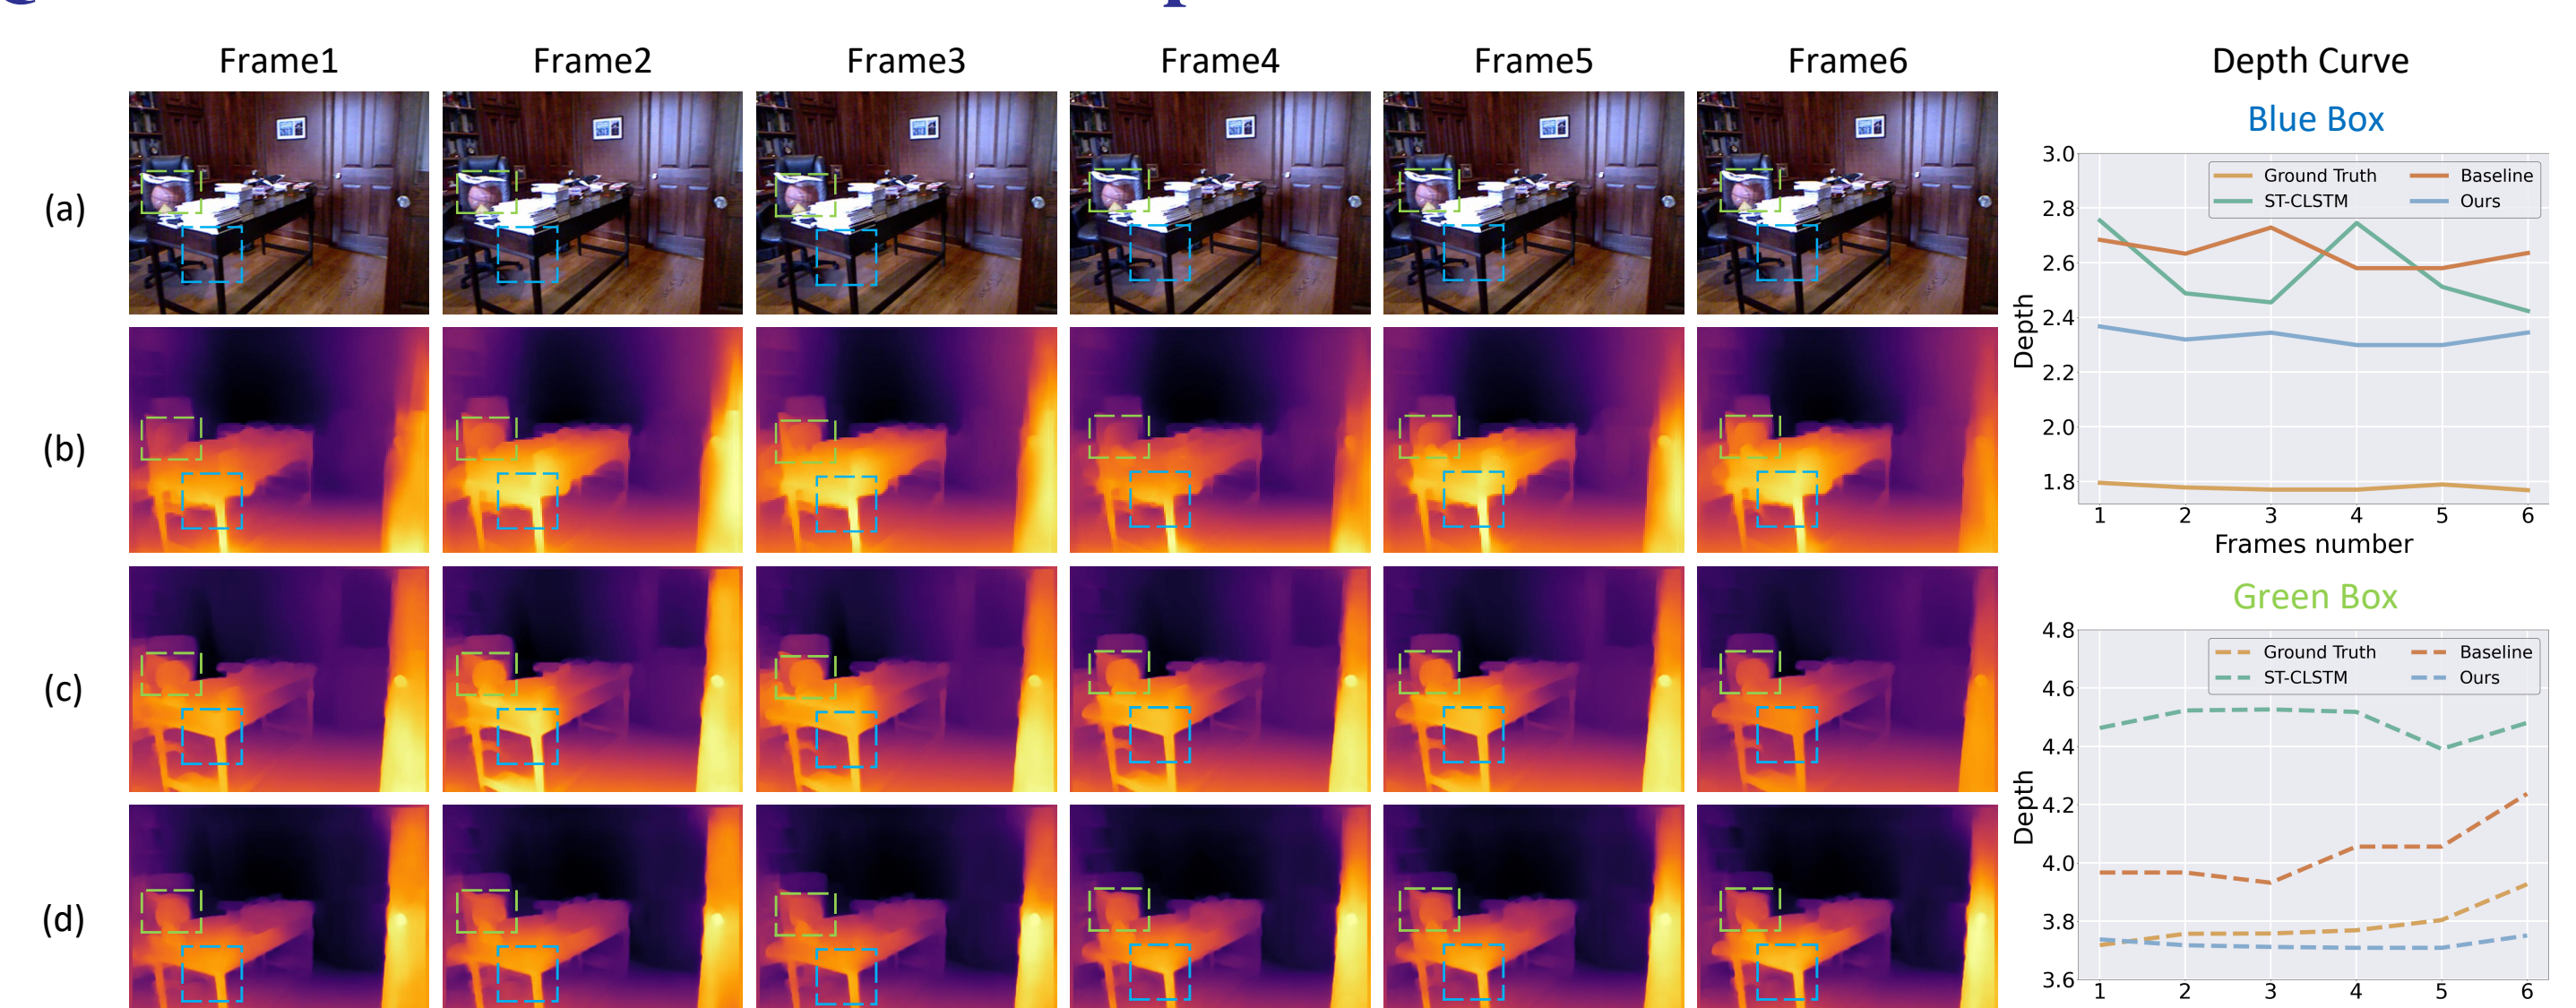 Frame1 Frame2 Frame3 Frame4 Frame5 Frame6 Depth Curve
(a)
(b)
(c)
(d)
Blue Box
3.0
2.8
2.6
2.4
2.2
2.0
1.8
Depth
Ground Truth Baseline
ST-CLSTM Ours
1 2 3 4 5 6
Frames number
Green Box
4.8
4.6
4.4
4.2
4.0
3.8
3.6
Depth
Ground Truth Baseline
ST-CLSTM Ours
1 2 3 4 5 6